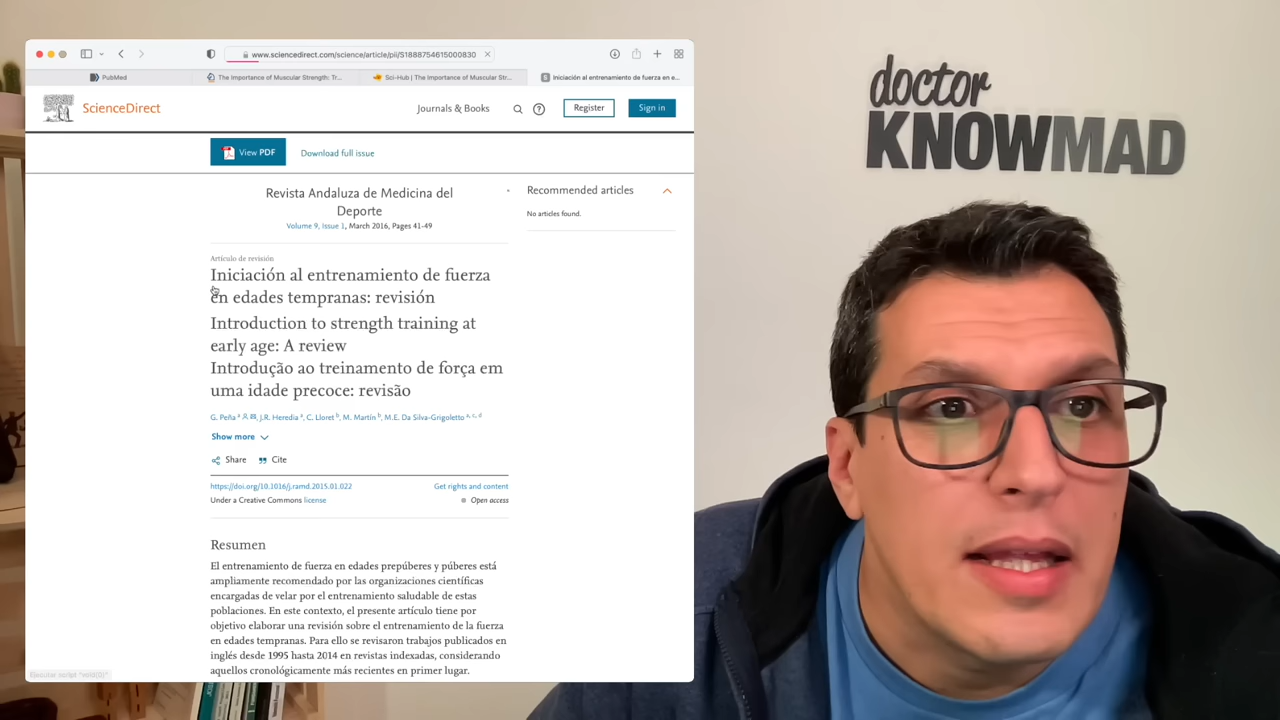 www.sciencedirect.com/science/article/pii/S1888754615000830
PubMed
The Importance of Muscular Strength: Tr...
Sci-Hub | The Importance of Muscular Str...
Iniciación al entrenamiento de fuerza en e...
ScienceDirect
Journals & Books
Register
Sign in
View PDF
Download full issue
Revista Andaluza de Medicina del
Deporte
Volume 9, Issue 1, March 2016, Pages 41-49
Recommended articles
No articles found.
Artículo de revisión
Iniciación al entrenamiento de fuerza
en edades tempranas: revisión
Introduction to strength training at
early age: A review
Introdução ao treinamento de força em
uma idade precoce: revisão
G. Peña a, J.R. Heredia a, C. Lloret b, M. Martín b, M.E. Da Silva-Grigoletto a, c, d
Show more
Share
Cite
https://doi.org/10.1016/j.ramd.2015.01.022
Get rights and content
Under a Creative Commons license
Open access
Resumen
El entrenamiento de fuerza en edades prepúberes y púberes está
ampliamente recomendado por las organizaciones científicas
encargadas de velar por el entrenamiento saludable de estas
poblaciones. En este contexto, el presente artículo tiene por
objetivo elaborar una revisión sobre el entrenamiento de la fuerza
en edades tempranas. Para ello se revisaron trabajos publicados en
inglés desde 1995 hasta 2014 en revistas indexadas, considerando
aquellos cronológicamente más recientes en primer lugar.
Ejecutar script "void(0)"
doctor
KNOWMAD